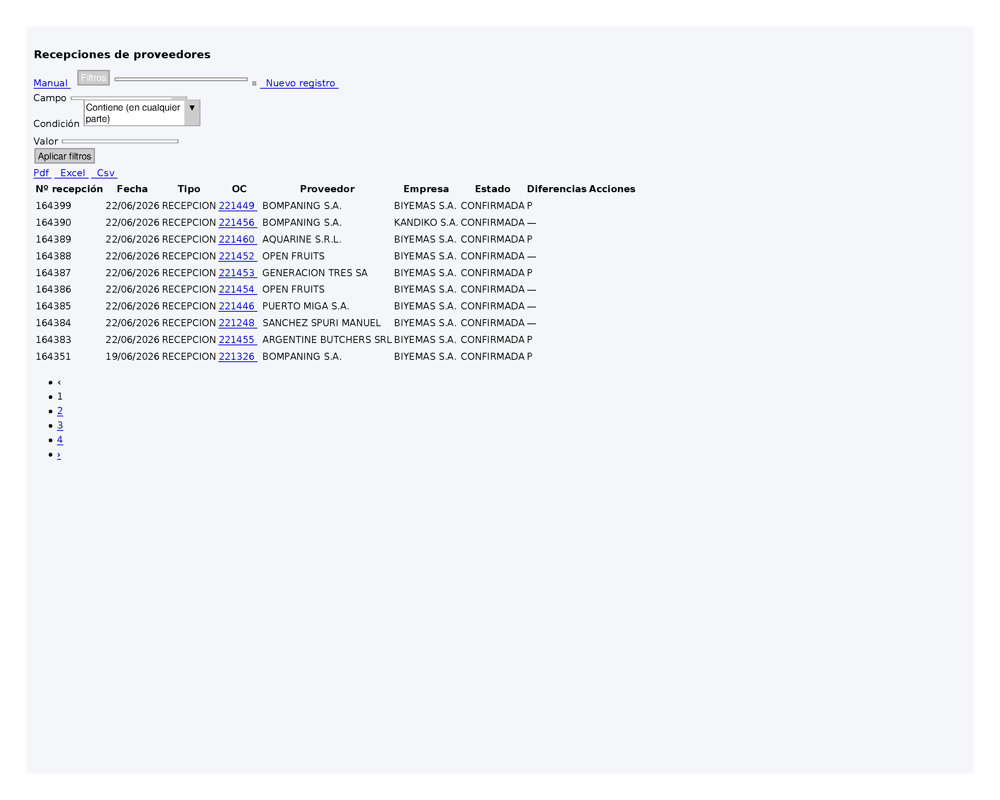 Recepciones de proveedores
Manual Filtros Nuevo registro
Campo
Condición Contiene (en cualquier parte) ▼
Valor
Aplicar filtros
Pdf Excel Csv
Nº recepción Fecha Tipo OC Proveedor Empresa Estado Diferencias Acciones
164399 22/06/2026 RECEPCION 221449 BOMPANING S.A. BIYEMAS S.A. CONFIRMADA P
164390 22/06/2026 RECEPCION 221456 BOMPANING S.A. KANDIKO S.A. CONFIRMADA —
164389 22/06/2026 RECEPCION 221460 AQUARINE S.R.L. BIYEMAS S.A. CONFIRMADA P
164388 22/06/2026 RECEPCION 221452 OPEN FRUITS BIYEMAS S.A. CONFIRMADA —
164387 22/06/2026 RECEPCION 221453 GENERACION TRES SA BIYEMAS S.A. CONFIRMADA P
164386 22/06/2026 RECEPCION 221454 OPEN FRUITS BIYEMAS S.A. CONFIRMADA —
164385 22/06/2026 RECEPCION 221446 PUERTO MIGA S.A. BIYEMAS S.A. CONFIRMADA —
164384 22/06/2026 RECEPCION 221248 SANCHEZ SPURI MANUEL BIYEMAS S.A. CONFIRMADA —
164383 22/06/2026 RECEPCION 221455 ARGENTINE BUTCHERS SRL BIYEMAS S.A. CONFIRMADA P
164351 19/06/2026 RECEPCION 221326 BOMPANING S.A. BIYEMAS S.A. CONFIRMADA P
• ‹
• 1
• 2
• 3
• 4
• ›